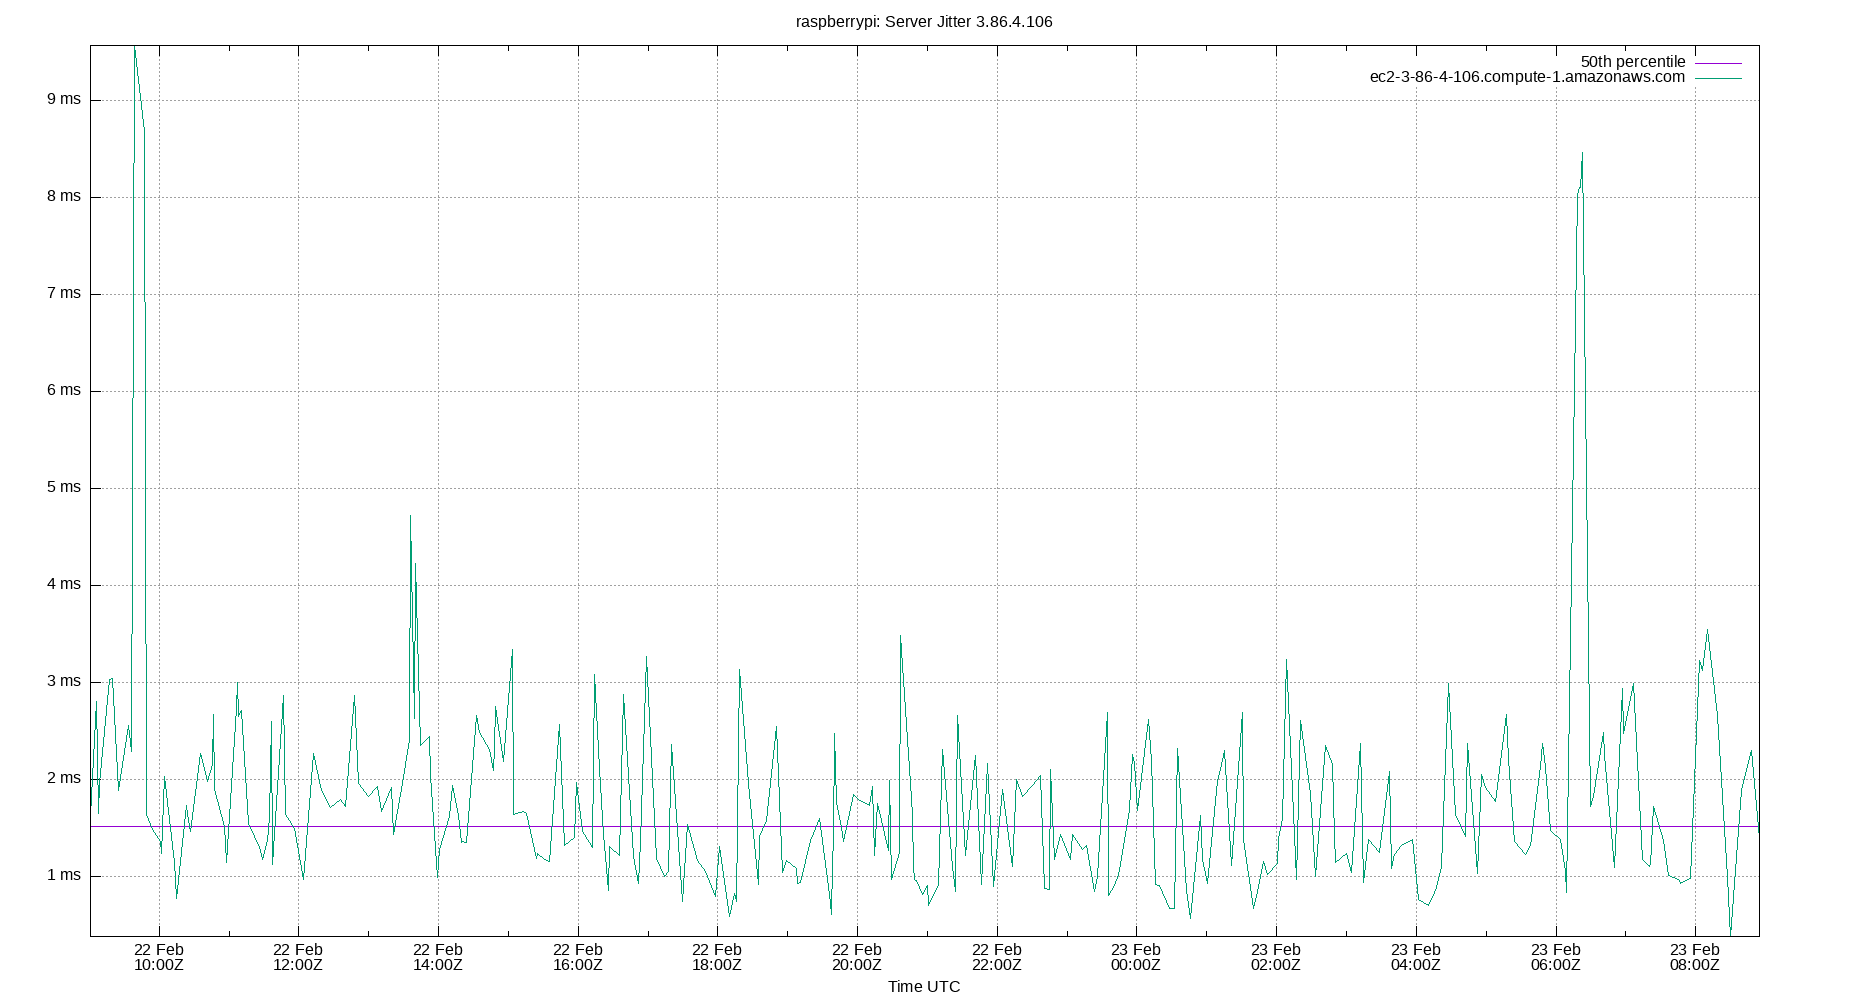 raspberrypi: Server Jitter 3.86.4.106
50th percentile
ec2-3-86-4-106.compute-1.amazonaws.com
9 ms
8 ms
7 ms
6 ms
5 ms
4 ms
3 ms
2 ms
1 ms
22 Feb 22 Feb 22 Feb 22 Feb 22 Feb 22 Feb 22 Feb 23 Feb 23 Feb 23 Feb 23 Feb 23 Feb
10:00Z 12:00Z 14:00Z 16:00Z 18:00Z 20:00Z 22:00Z 00:00Z 02:00Z 04:00Z 06:00Z 08:00Z
Time UTC